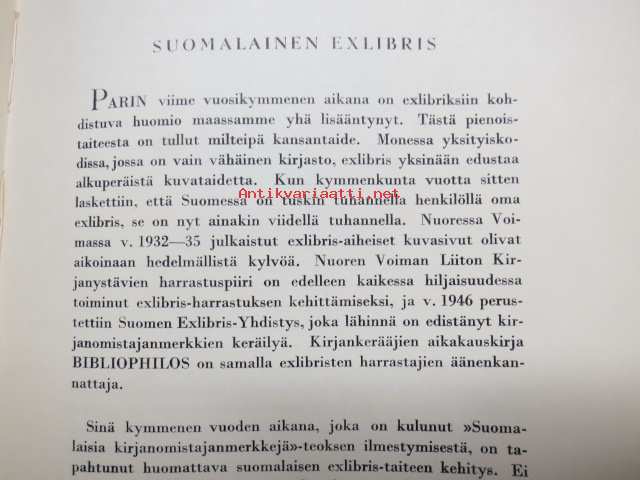 SUOMALAINEN EXLIBRIS
PARIN viime vuosikymmenen aikana on exlibriksiin koh-
distuva huomio maassamme yhä lisääntynyt. Tästä pienois-
taiteesta on tullut milteipä kansantaide. Monessa yksityisko-
dissa, jossa on vain vähäinen kirjasto, exlibris yksinään edustaa
alkuperäistä kuvataidetta. Kun kymmenkunta vuotta sitten
Antikvariaatti.net
laskettiin, että Suomessa on tuskin tuhannella henkilöllä oma
exlibris, se on nyt ainakin viidellä tuhannella. Nuoressa Voi-
massa v. 1932—35 julkaistut exlibris-aiheiset kuvasivut olivat
aikoinaan hedelmällistä kylvöä. Nuoren Voiman Liiton Kir-
janystävien harrastuspiiri on edelleen kaikessa hiljaisuudessa
toiminut exlibris-harrastuksen kehittämiseksi, ja v. 1946 perus-
tettiin Suomen Exlibris-Yhdistys, joka lähinnä on edistänyt kir-
janomistajanmerkkien keräilyä. Kirjankerääjien aikakauskirja
BIBLIOPHILOS on samalla exlibristen harrastajien äänenkan-
nattaja.
Sinä kymmenen vuoden aikana, joka on kulunut »Suoma-
laisia kirjanomistajanmerkkejä»-teoksen ilmestymisestä, on ta-
pahtunut huomattava suomalaisen exlibris-taiteen kehitys. Ei